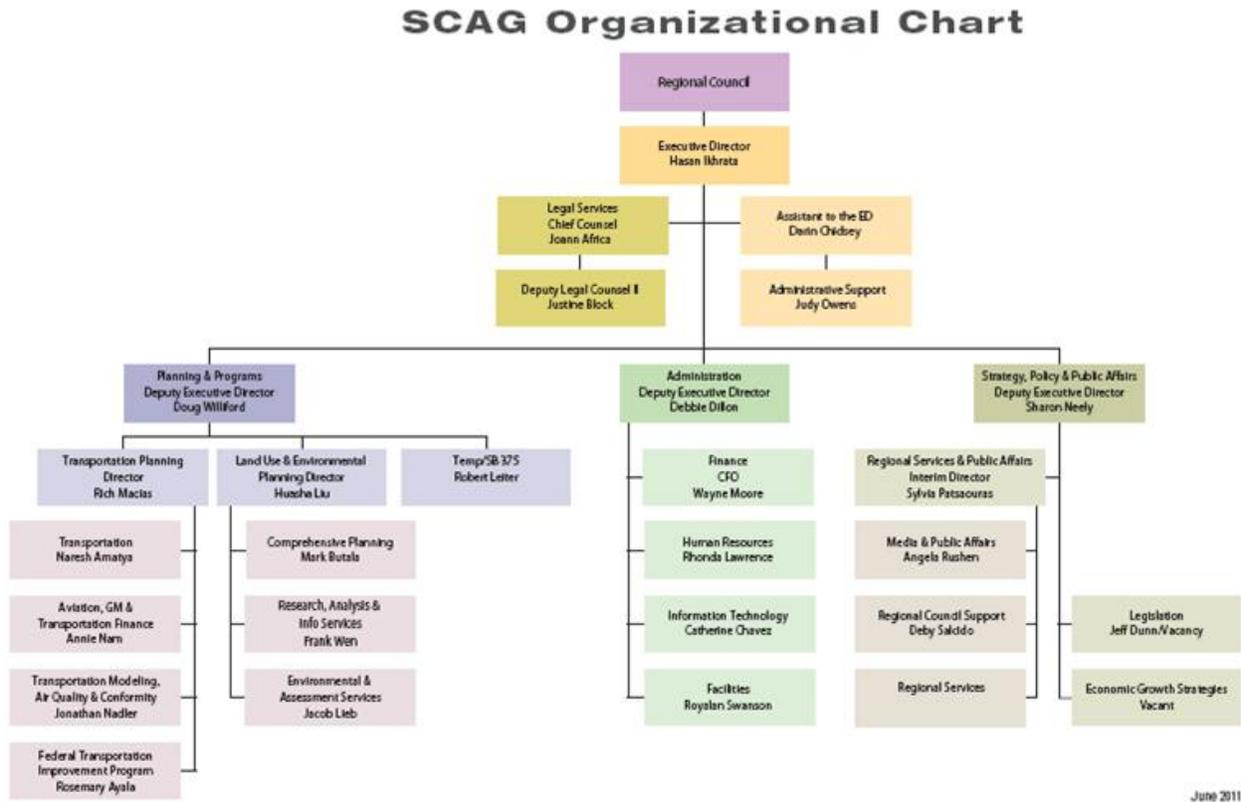 SCAG Organizational Chart
Regional Council
Executive Director
Hasan Ikhrata
Legal Services
Chief Counsel
Joann Africa
Assistant to the ED
Darin Chidsey
Deputy Legal Counsel II
Justine Block
Administrative Support
Judy Owens
Planning & Programs
Deputy Executive Director
Doug Williford
Administration
Deputy Executive Director
Debbie Dillon
Strategy, Policy & Public Affairs
Deputy Executive Director
Sharon Neely
Transportation Planning
Director
Rich Macias
Land Use & Environmental
Planning Director
Huasha Liu
Temp/SB 375
Robert Leiter
Finance
CFO
Wayne Moore
Regional Services & Public Affairs
Interim Director
Sylvia Patsaouras
Transportation
Naresh Amatya
Comprehensive Planning
Mark Butala
Human Resources
Rhonda Lawrence
Media & Public Affairs
Angela Rushen
Aviation, GM &
Transportation Finance
Annie Nam
Research, Analysis &
Info Services
Frank Wen
Information Technology
Catherine Chavez
Regional Council Support
Deby Salcido
Legislation
Jeff Dunn/Vacancy
Transportation Modeling,
Air Quality & Conformity
Jonathan Nadler
Environmental &
Assessment Services
Jacob Lieb
Facilities
Royalan Swanson
Regional Services
Economic Growth Strategies
Vacant
Federal Transportation
Improvement Program
Rosemary Ayala
June 2011